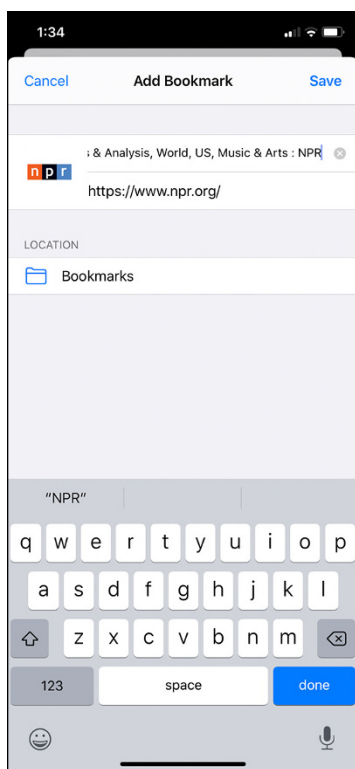 1:34
Cancel Add Bookmark Save
s & Analysis, World, US, Music & Arts : NPR
npr
https://www.npr.org/
LOCATION
Bookmarks
“NPR”
q w e r t y u i o p
a s d f g h j k l
z x c v b n m
123 space done